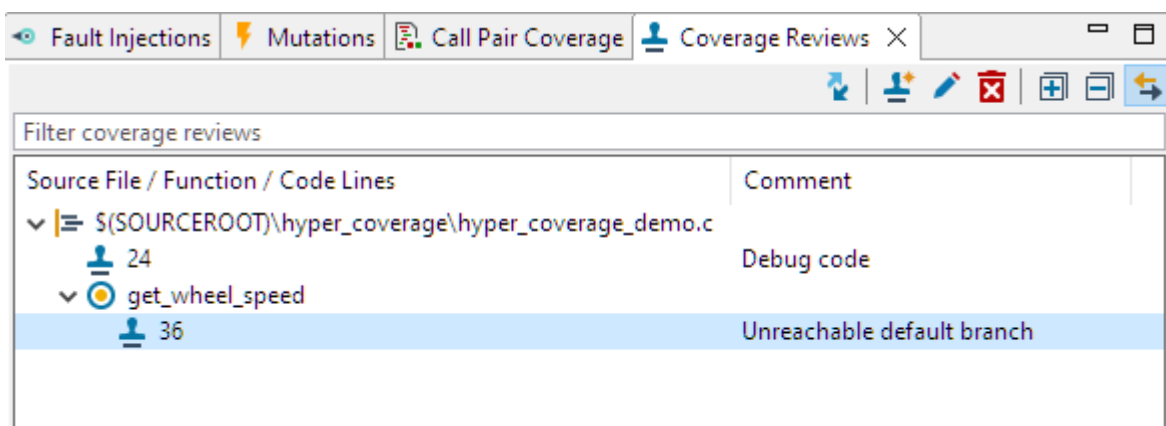 Fault Injections Mutations Call Pair Coverage Coverage Reviews
Filter coverage reviews
Source File / Function / Code Lines Comment
$(SOURCEROOT)\hyper_coverage\hyper_coverage_demo.c
24 Debug code
get_wheel_speed
36 Unreachable default branch